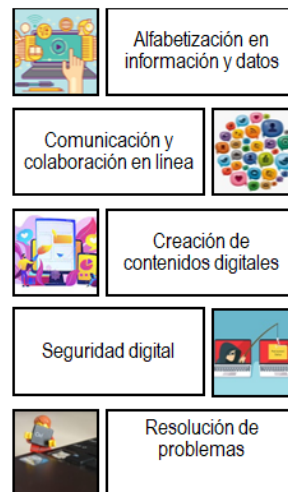 Alfabetización en
información y datos
Comunicación y
colaboración en línea
Creación de
contenidos digitales
Seguridad digital
Resolución de
problemas